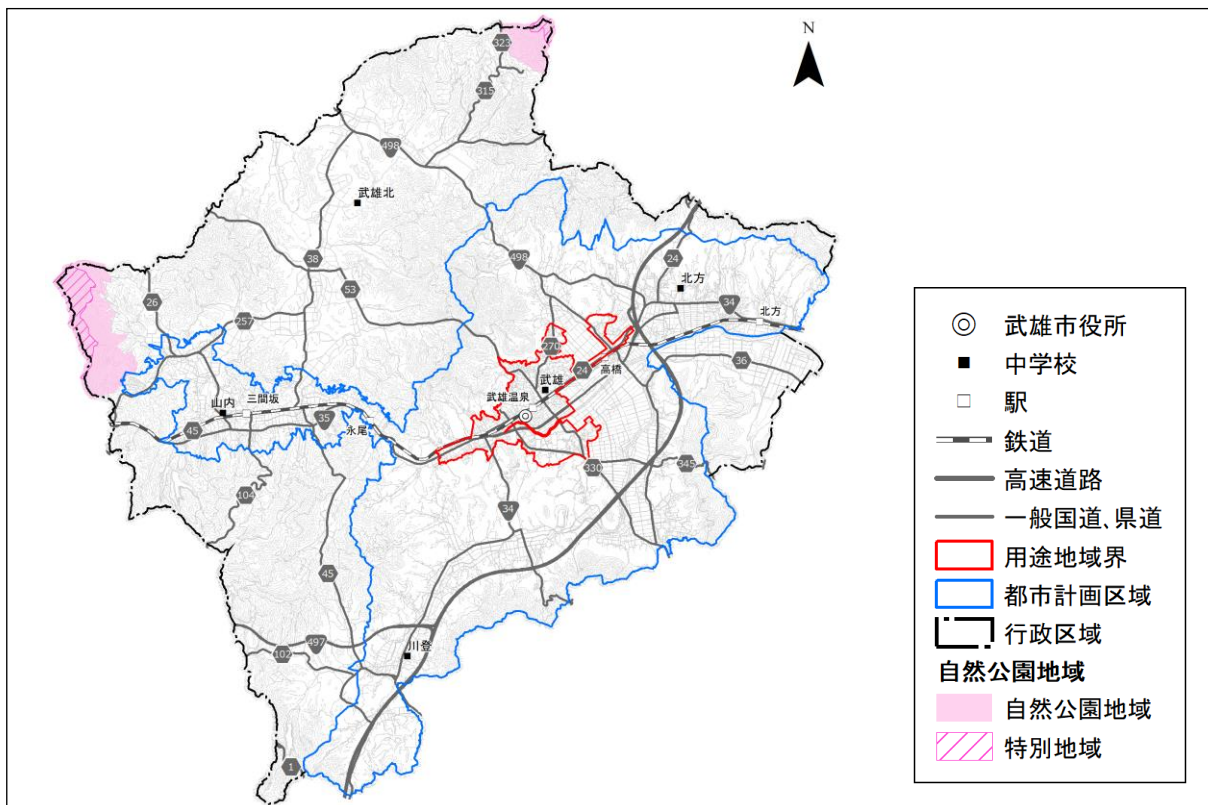 N
323
315
498
武雄北
38
498
24
北方
53
26
34
北方
257
270
36
24
高橋
武雄
武雄温泉
三間坂
山内
35
45
永尾
330
345
104
34
45
497
102
川登
1
武雄市役所
中学校
駅
鉄道
高速道路
一般国道、県道
用途地域界
都市計画区域
行政区域
自然公園地域
自然公園地域
特別地域